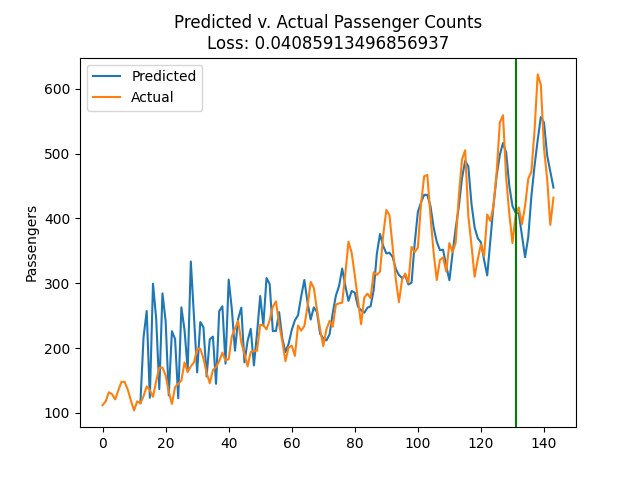 Predicted v. Actual Passenger Counts
Loss: 0.04085913496856937
Predicted
Actual
Passengers
600
500
400
300
200
100
0 20 40 60 80 100 120 140